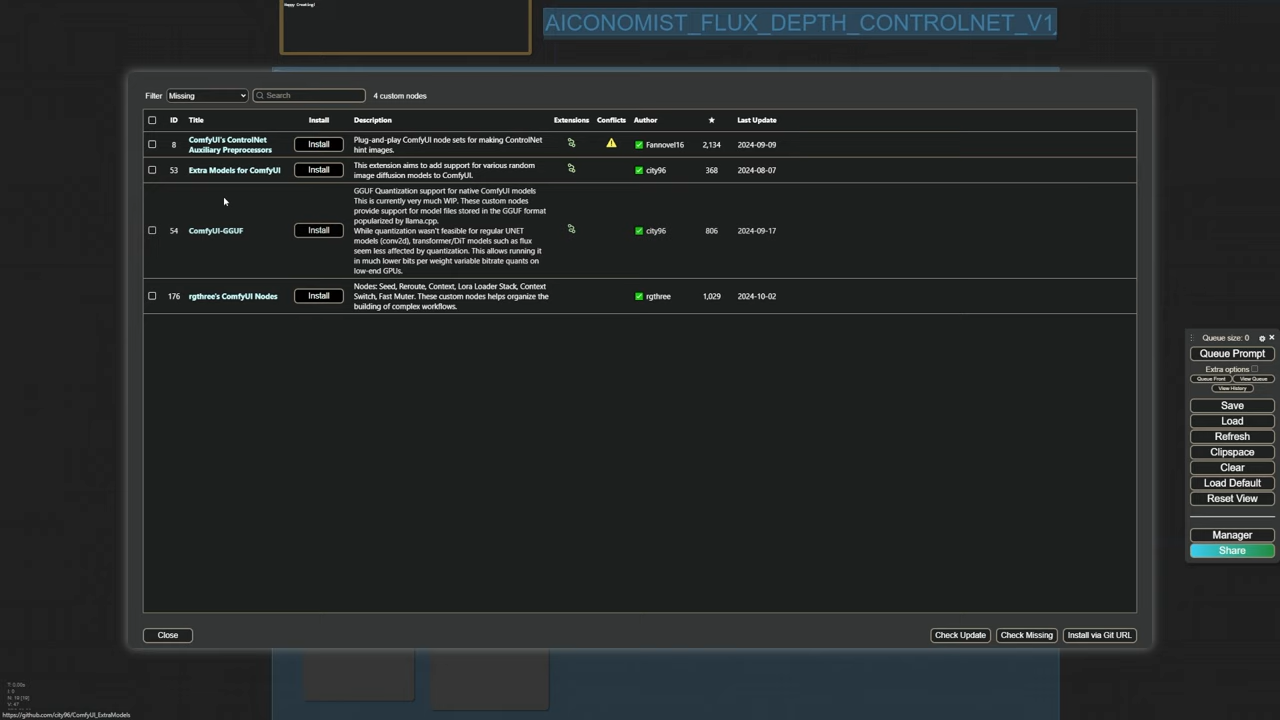 Happy Creating!
AICONOMIST_FLUX_DEPTH_CONTROLNET_V1
Filter Missing Search 4 custom nodes
ID Title Install Description Extensions Conflicts Author ★ Last Update
8 ComfyUI's ControlNet Auxiliary Preprocessors Install
Plug-and-play ComfyUI node sets for making ControlNet
hint images.
Fannovel16 2,134 2024-09-09
53 Extra Models for ComfyUI Install
This extension aims to add support for various random
image diffusion models to ComfyUI.
city96 368 2024-08-07
54 ComfyUI-GGUF Install
GGUF Quantization support for native ComfyUI models
This is currently very much WIP. These custom nodes
provide support for model files stored in the GGUF format
popularized by llama.cpp.
While quantization wasn't feasible for regular UNET
models (conv2d), transformer/DiT models such as flux
seem less affected by quantization. This allows running it
in much lower bits per weight variable bitrate quants on
low-end GPUs.
city96 806 2024-09-17
176 rgthree's ComfyUI Nodes Install
Nodes: Seed, Reroute, Context, Lora Loader Stack, Context
Switch, Fast Muter. These custom nodes helps organize the
building of complex workflows.
rgthree 1,029 2024-10-02
Close Check Update Check Missing Install via Git URL
Queue size: 0
Queue Prompt
Extra options
Queue Front View Queue
View History
Save
Load
Refresh
Clipspace
Clear
Load Default
Reset View
Manager
Share
T: 0.00s
I: 0
N: 19 [19]
V: 47
https://github.com/city96/ComfyUI_ExtraModels